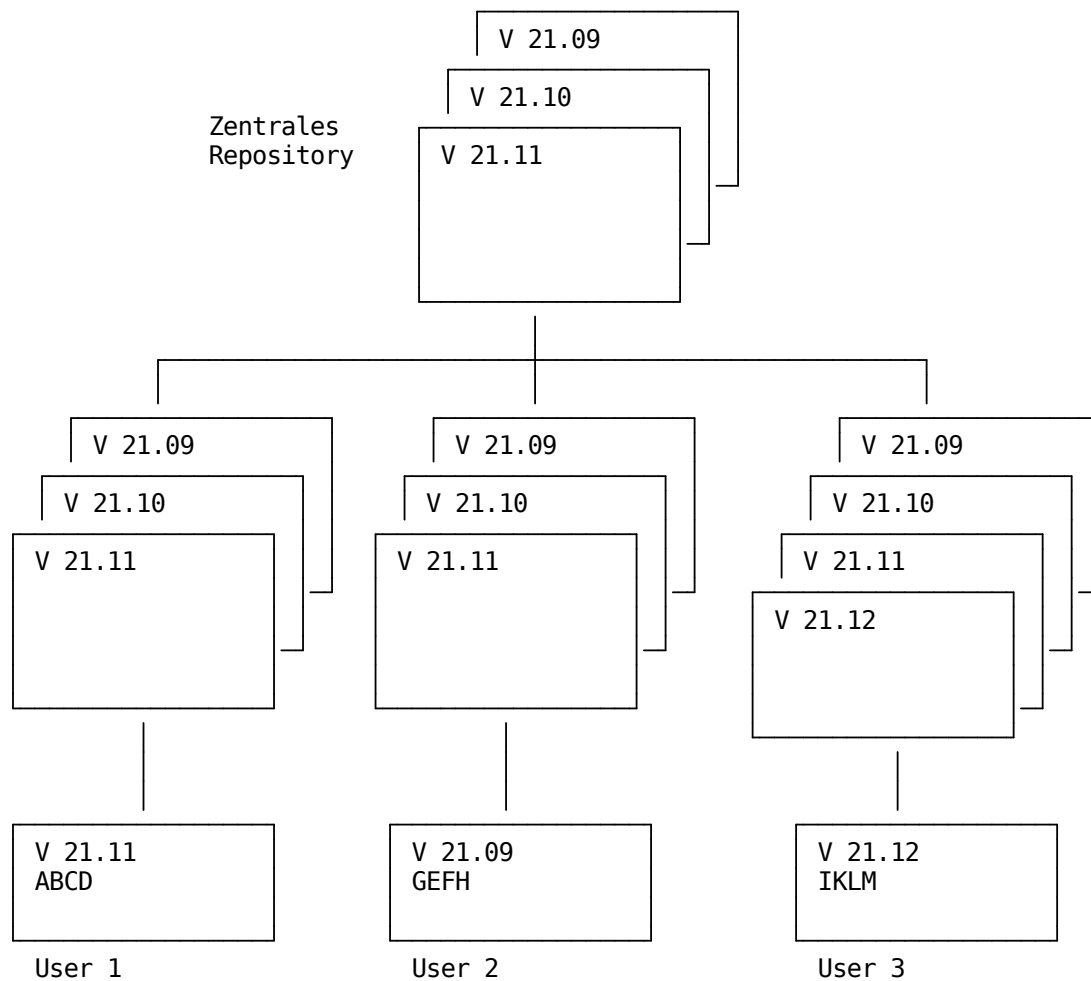 V 21.09
V 21.10
Zentrales
Repository
V 21.11
V 21.09
V 21.10
V 21.11
V 21.09
V 21.10
V 21.11
V 21.09
V 21.10
V 21.11
V 21.12
V 21.11
ABCD
V 21.09
GEFH
V 21.12
IKLM
User 1
User 2
User 3